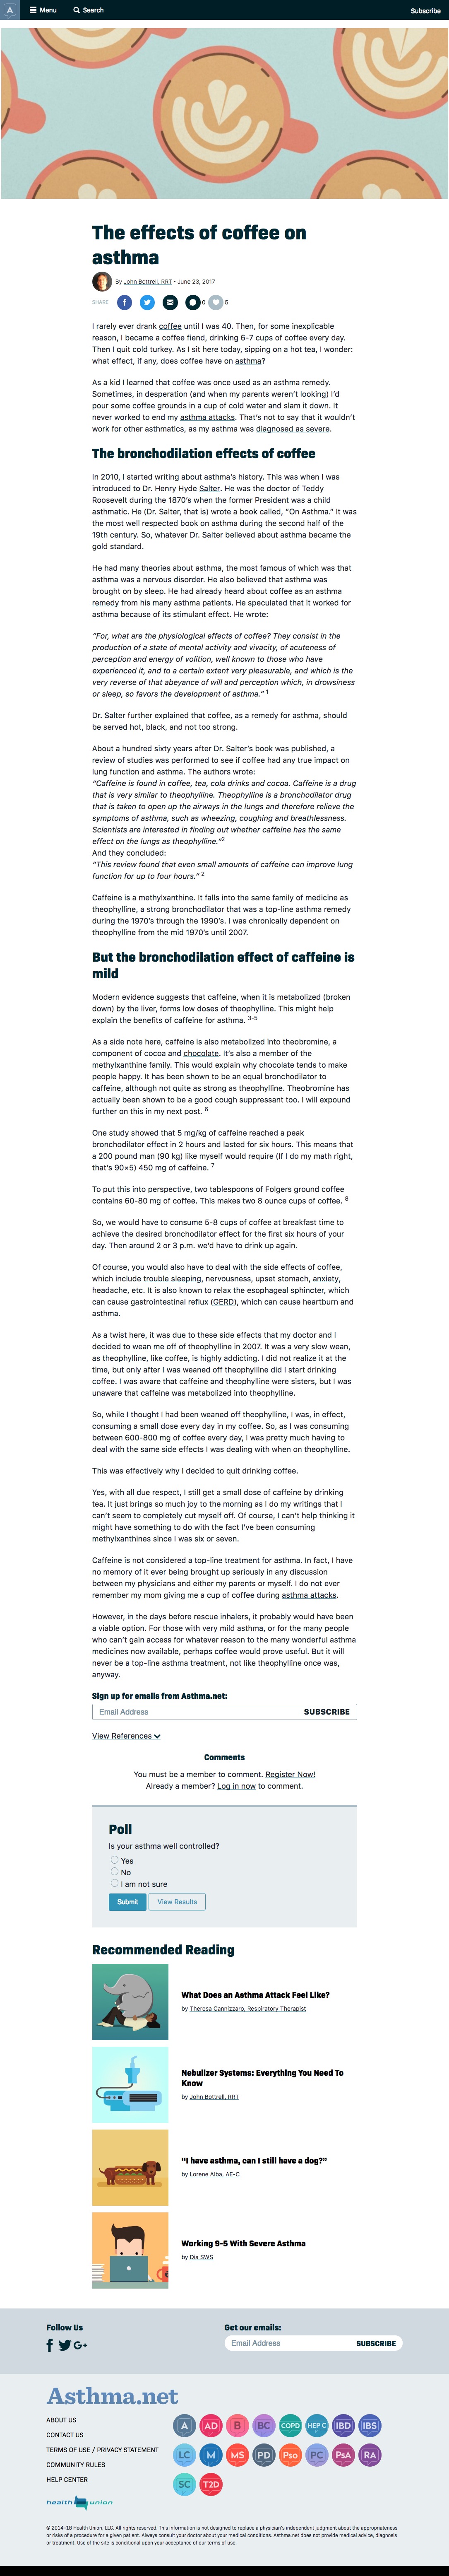 A
Menu
Search
Subscribe
The effects of coffee on
asthma
By John Bottrell, RRT • June 23, 2017
SHARE
0
5
I rarely ever drank coffee until I was 40. Then, for some inexplicable
reason, I became a coffee fiend, drinking 6-7 cups of coffee every day.
Then I quit cold turkey. As I sit here today, sipping on a hot tea, I wonder:
what effect, if any, does coffee have on asthma?
As a kid I learned that coffee was once used as an asthma remedy.
Sometimes, in desperation (and when my parents weren't looking) I'd
pour some coffee grounds in a cup of cold water and slam it down. It
never worked to end my asthma attacks. That's not to say that it wouldn't
work for other asthmatics, as my asthma was diagnosed as severe.
The bronchodilation effects of coffee
In 2010, I started writing about asthma's history. This was when I was
introduced to Dr. Henry Hyde Salter. He was the doctor of Teddy
Roosevelt during the 1870's when the former President was a child
asthmatic. He (Dr. Salter, that is) wrote a book called, "On Asthma." It was
the most well respected book on asthma during the second half of the
19th century. So, whatever Dr. Salter believed about asthma became the
gold standard.
He had many theories about asthma, the most famous of which was that
asthma was a nervous disorder. He also believed that asthma was
brought on by sleep. He had already heard about coffee as an asthma
remedy from his many asthma patients. He speculated that it worked for
asthma because of its stimulant effect. He wrote:
"For, what are the physiological effects of coffee? They consist in the
production of a state of mental activity and vivacity, of acuteness of
perception and energy of volition, well known to those who have
experienced it, and to a certain extent very pleasurable, and which is the
very reverse of that abeyance of will and perception which, in drowsiness
or sleep, so favors the development of asthma." 1
Dr. Salter further explained that coffee, as a remedy for asthma, should
be served hot, black, and not too strong.
About a hundred sixty years after Dr. Salter's book was published, a
review of studies was performed to see if coffee had any true impact on
lung function and asthma. The authors wrote:
"Caffeine is found in coffee, tea, cola drinks and cocoa. Caffeine is a drug
that is very similar to theophylline. Theophylline is a bronchodilator drug
that is taken to open up the airways in the lungs and therefore relieve the
symptoms of asthma, such as wheezing, coughing and breathlessness.
Scientists are interested in finding out whether caffeine has the same
effect on the lungs as theophylline."2
And they concluded:
"This review found that even small amounts of caffeine can improve lung
function for up to four hours." 2
Caffeine is a methylxanthine. It falls into the same family of medicine as
theophylline, a strong bronchodilator that was a top-line asthma remedy
during the 1970's through the 1990's. I was chronically dependent on
theophylline from the mid 1970's until 2007.
But the bronchodilation effect of caffeine is
mild
Modern evidence suggests that caffeine, when it is metabolized (broken
down) by the liver, forms low doses of theophylline. This might help
explain the benefits of caffeine for asthma. 3-5
As a side note here, caffeine is also metabolized into theobromine, a
component of cocoa and chocolate. It's also a member of the
methylxanthine family. This would explain why chocolate tends to make
people happy. It has been shown to be an equal bronchodilator to
caffeine, although not quite as strong as theophylline. Theobromine has
actually been shown to be a good cough suppressant too. I will expound
further on this in my next post. 6
One study showed that 5 mg/kg of caffeine reached a peak
bronchodilator effect in 2 hours and lasted for six hours. This means that
a 200 pound man (90 kg) like myself would require (If I do my math right,
that's 90×5) 450 mg of caffeine. 7
To put this into perspective, two tablespoons of Folgers ground coffee
contains 60-80 mg of coffee. This makes two 8 ounce cups of coffee. 8
So, we would have to consume 5-8 cups of coffee at breakfast time to
achieve the desired bronchodilator effect for the first six hours of your
day. Then around 2 or 3 p.m. we'd have to drink up again.
Of course, you would also have to deal with the side effects of coffee,
which include trouble sleeping, nervousness, upset stomach, anxiety,
headache, etc. It is also known to relax the esophageal sphincter, which
can cause gastrointestinal reflux (GERD), which can cause heartburn and
asthma.
As a twist here, it was due to these side effects that my doctor and I
decided to wean me off of theophylline in 2007. It was a very slow wean,
as theophylline, like coffee, is highly addicting. I did not realize it at the
time, but only after I was weaned off theophylline did I start drinking
coffee. I was aware that caffeine and theophylline were sisters, but I was
unaware that caffeine was metabolized into theophylline.
So, while I thought I had been weaned off theophylline, I was, in effect,
consuming a small dose every day in my coffee. So, as I was consuming
between 600-800 mg of coffee every day, I was pretty much having to
deal with the same side effects I was dealing with when on theophylline.
This was effectively why I decided to quit drinking coffee.
Yes, with all due respect, I still get a small dose of caffeine by drinking
tea. It just brings so much joy to the morning as I do my writings that I
can't seem to completely cut myself off. Of course, I can't help thinking it
might have something to do with the fact I've been consuming
methylxanthines since I was six or seven.
Caffeine is not considered a top-line treatment for asthma. In fact, I have
no memory of it ever being brought up seriously in any discussion
between my physicians and either my parents or myself. I do not ever
remember my mom giving me a cup of coffee during asthma attacks.
However, in the days before rescue inhalers, it probably would have been
a viable option. For those with very mild asthma, or for the many people
who can't gain access for whatever reason to the many wonderful asthma
medicines now available, perhaps coffee would prove useful. But it will
never be a top-line asthma treatment, not like theophylline once was,
anyway.
Sign up for emails from Asthma.net:
Email Address
SUBSCRIBE
View References
Comments
You must be a member to comment. Register Now!
Already a member? Log in now to comment.
Poll
Is your asthma well controlled?
Yes
No
I am not sure
Submit
View Results
Recommended Reading
What Does an Asthma Attack Feel Like?
by Theresa Cannizzaro, Respiratory Therapist
Nebulizer Systems: Everything You Need To
Know
by John Bottrell, RRT
"I have asthma, can I still have a dog?"
by Lorene Alba, AE-C
Working 9-5 With Severe Asthma
by Dia SWS
Follow Us
G+
Get our emails:
Email Address
SUBSCRIBE
Asthma.net
ABOUT US
CONTACT US
TERMS OF USE / PRIVACY STATEMENT
COMMUNITY RULES
HELP CENTER
health union
A AD B BC COPD HEP C IBD IBS
LC M MS PD Pso PC PsA RA
SC T2D
© 2014-18 Health Union, LLC. All rights reserved. This information is not designed to replace a physician's independent judgment about the appropriateness
or risks of a procedure for a given patient. Always consult your doctor about your medical conditions. Asthma.net does not provide medical advice, diagnosis
or treatment. Use of the site is conditional upon your acceptance of our terms of use.